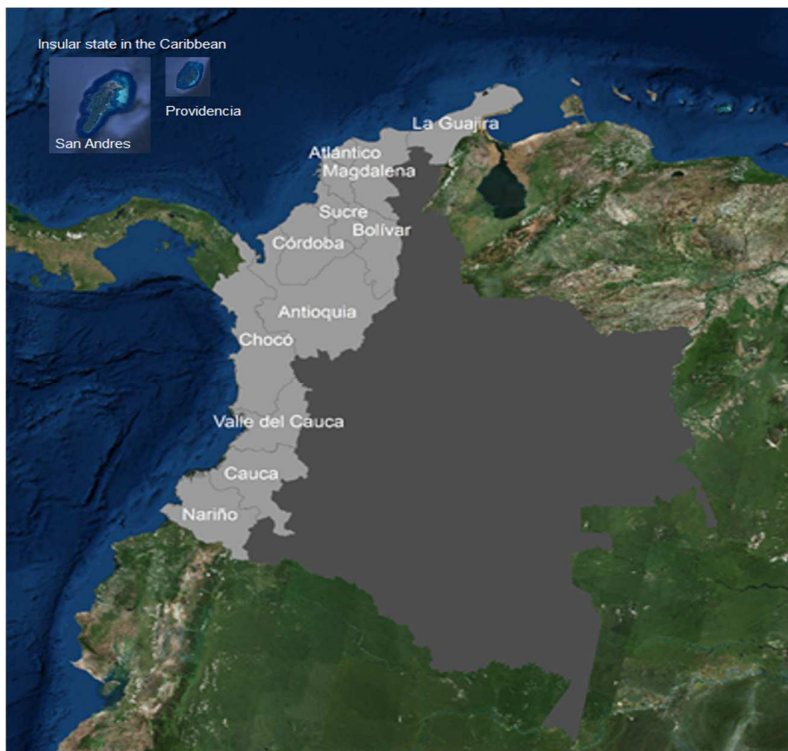 Insular state in the Caribbean
Providencia
San Andres
La Guajira
Atlántico
Magdalena
Sucre
Bolívar
Córdoba
Antioquia
Chocó
Valle del Cauca
Cauca
Nariño